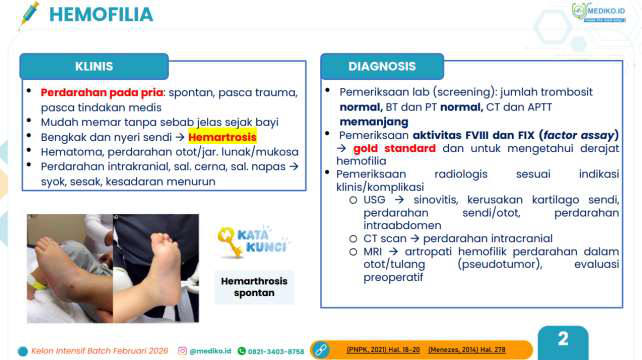 HEMOFILIA
MEDIKO.ID
KLINIS
• Perdarahan pada pria: spontan, pasca trauma,
pasca tindakan medis
• Mudah memar tanpa sebab jelas sejak bayi
• Bengkak dan nyeri sendi → Hemartrosis
• Hematoma, perdarahan otot/jar. lunak/mukosa
• Perdarahan intrakranial, sal. cerna, sal. napas →
syok, sesak, kesadaran menurun
KATA
KUNCI
Hemarthrosis
spontan
DIAGNOSIS
• Pemeriksaan lab (screening): jumlah trombosit
normal, BT dan PT normal, CT dan APTT
memanjang
• Pemeriksaan aktivitas FVIII dan FIX (factor assay)
→ gold standard dan untuk mengetahui derajat
hemofilia
• Pemeriksaan radiologis sesuai indikasi
klinis/komplikasi
o USG → sinovitis, kerusakan kartilago sendi,
perdarahan sendi/otot, perdarahan
intraabdomen
o CT scan → perdarahan intracranial
o MRI → artropati hemofilik perdarahan dalam
otot/tulang (pseudotumor), evaluasi
preoperatif
Kelon Intensif Batch Februari 2026
@mediko.id
0821-3403-8758
(PNPK, 2021) Hal. 18-20 (Menezes, 2014) Hal. 278
2